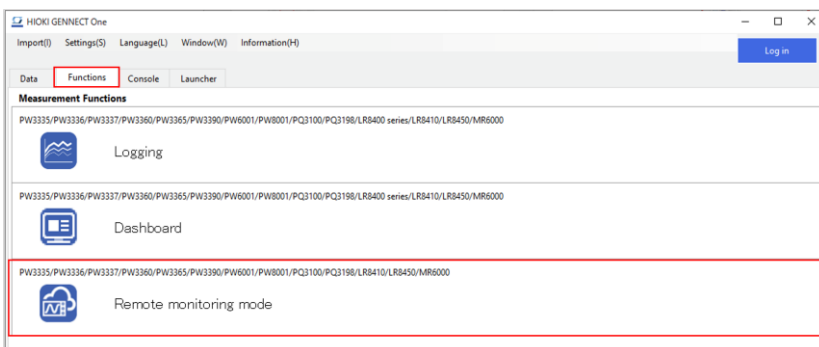 HIOKI GENNECT One
Import(I) Settings(S) Language(L) Window(W) Information(H)
Log in
Data Functions Console Launcher
Measurement Functions
PW3335/PW3336/PW3337/PW3360/PW3365/PW3390/PW6001/PW8001/PQ3100/PQ3198/LR8400 series/LR8410/LR8450/MR6000
Logging
PW3335/PW3336/PW3337/PW3360/PW3365/PW3390/PW6001/PW8001/PQ3100/PQ3198/LR8400 series/LR8410/LR8450/MR6000
Dashboard
PW3335/PW3336/PW3337/PW3360/PW3365/PW3390/PW6001/PW8001/PQ3100/PQ3198/LR8410/LR8450/MR6000
Remote monitoring mode